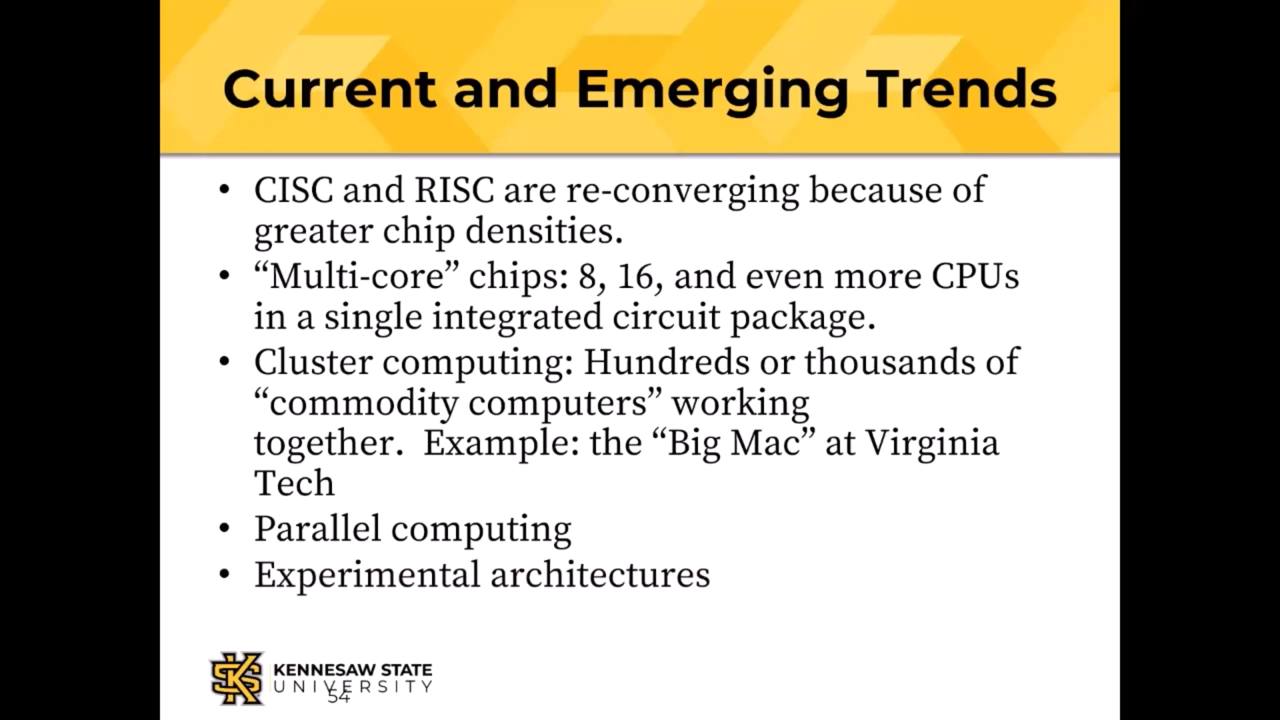 Current and Emerging Trends
• CISC and RISC are re-converging because of
greater chip densities.
• “Multi-core” chips: 8, 16, and even more CPUs
in a single integrated circuit package.
• Cluster computing: Hundreds or thousands of
“commodity computers” working
together.  Example: the “Big Mac” at Virginia
Tech
• Parallel computing
• Experimental architectures
KENNESAW STATE
UNIVERSITY
54